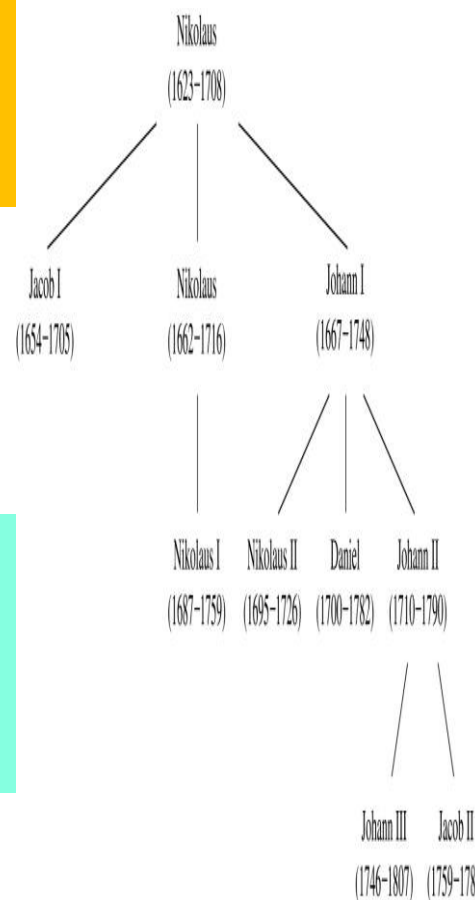 Nikolaus
(1623-1708)
Jacob I
(1654-1705)
Nikolaus
(1662-1716)
Johann I
(1667-1748)
Nikolaus I
(1687-1759)
Nikolaus II
(1695-1726)
Daniel
(1700-1782)
Johann II
(1710-1790)
Johann III
(1746-1807)
Jacob II
(1759-178